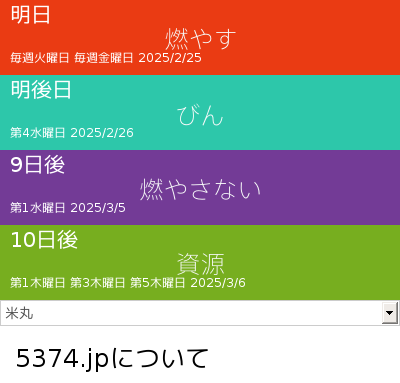 明日
燃やす
毎週火曜日 毎週金曜日 2025/2/25
明後日
びん
第4水曜日 2025/2/26
9日後
燃やさない
第1水曜日 2025/3/5
10日後
資源
第1木曜日 第3木曜日 第5木曜日 2025/3/6
米丸
5374.jpについて